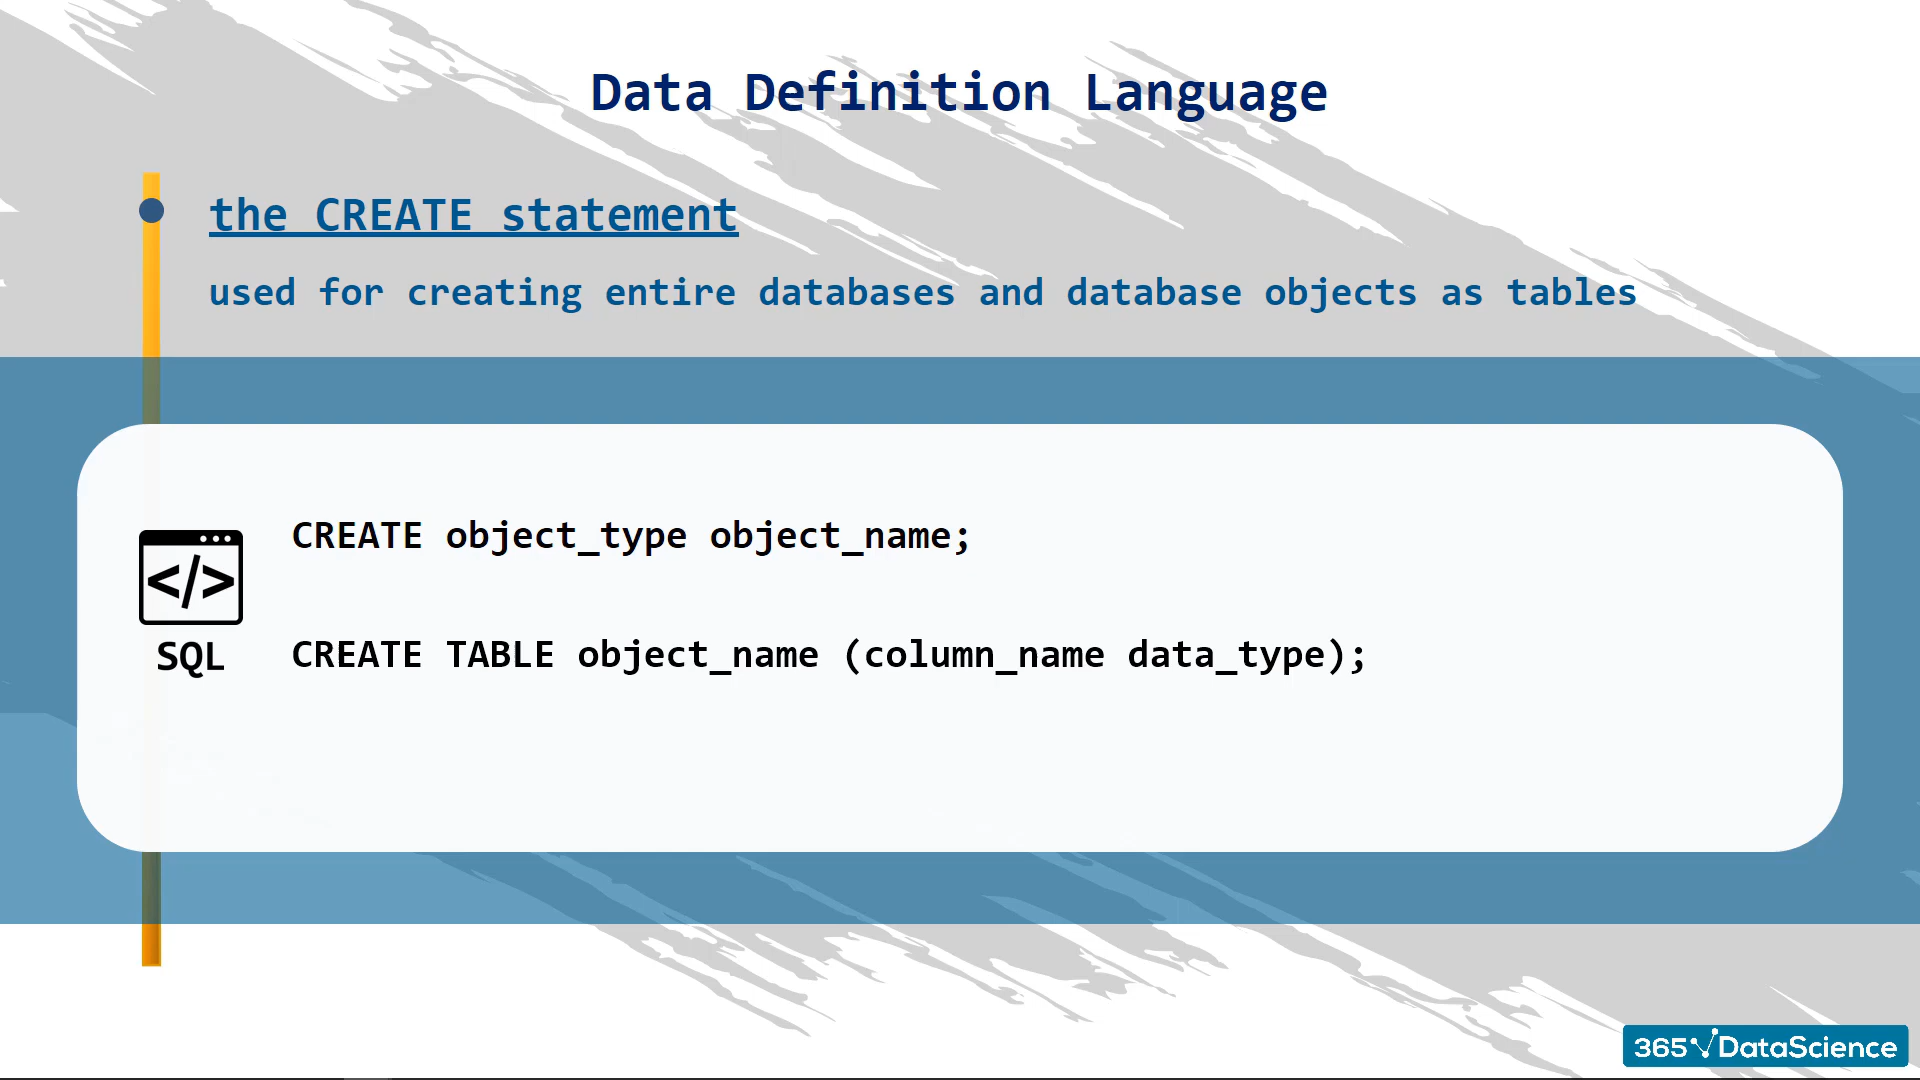 Data Definition Language
the CREATE statement
used for creating entire databases and database objects as tables
CREATE object_type object_name;
</>
SQL
CREATE TABLE object_name (column_name data_type);
365 DataScience